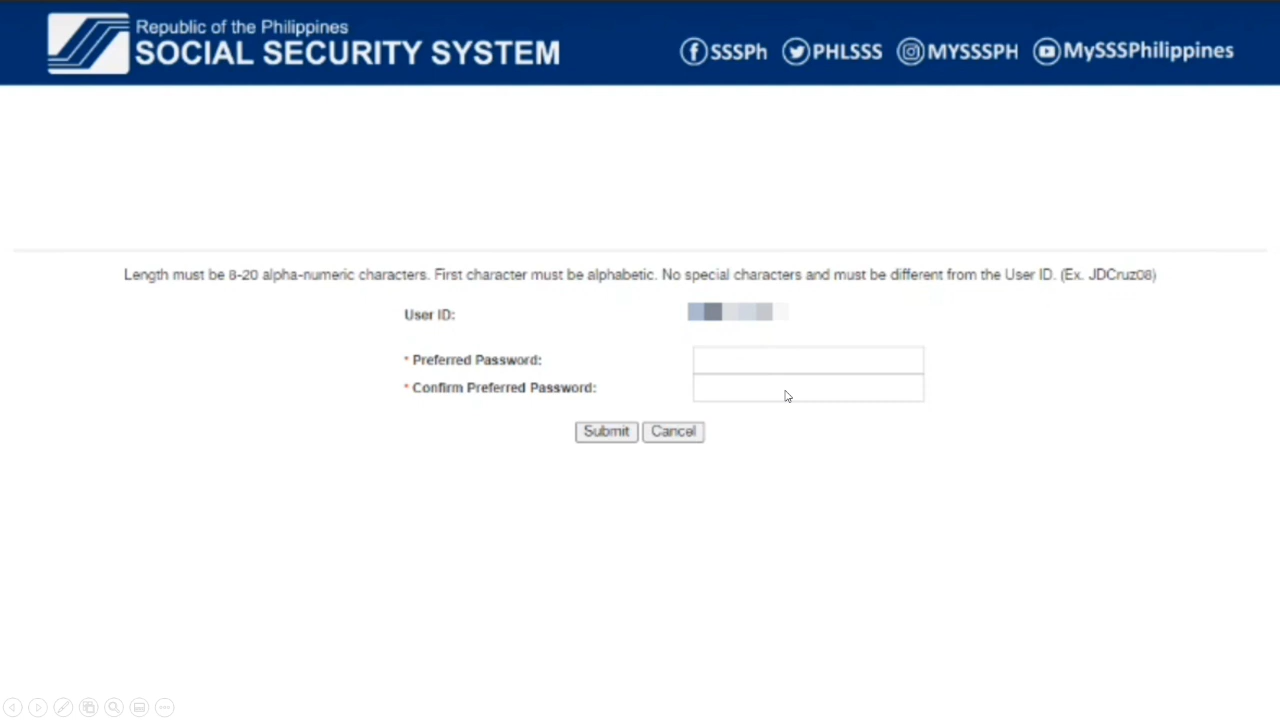 Republic of the Philippines
SOCIAL SECURITY SYSTEM
SSSPh PHLSSS MYSSSPH MySSSPhilippines
Length must be 8-20 alpha-numeric characters. First character must be alphabetic. No special characters and must be different from the User ID. (Ex. JDCruz08)
User ID:
* Preferred Password:
* Confirm Preferred Password:
Submit Cancel